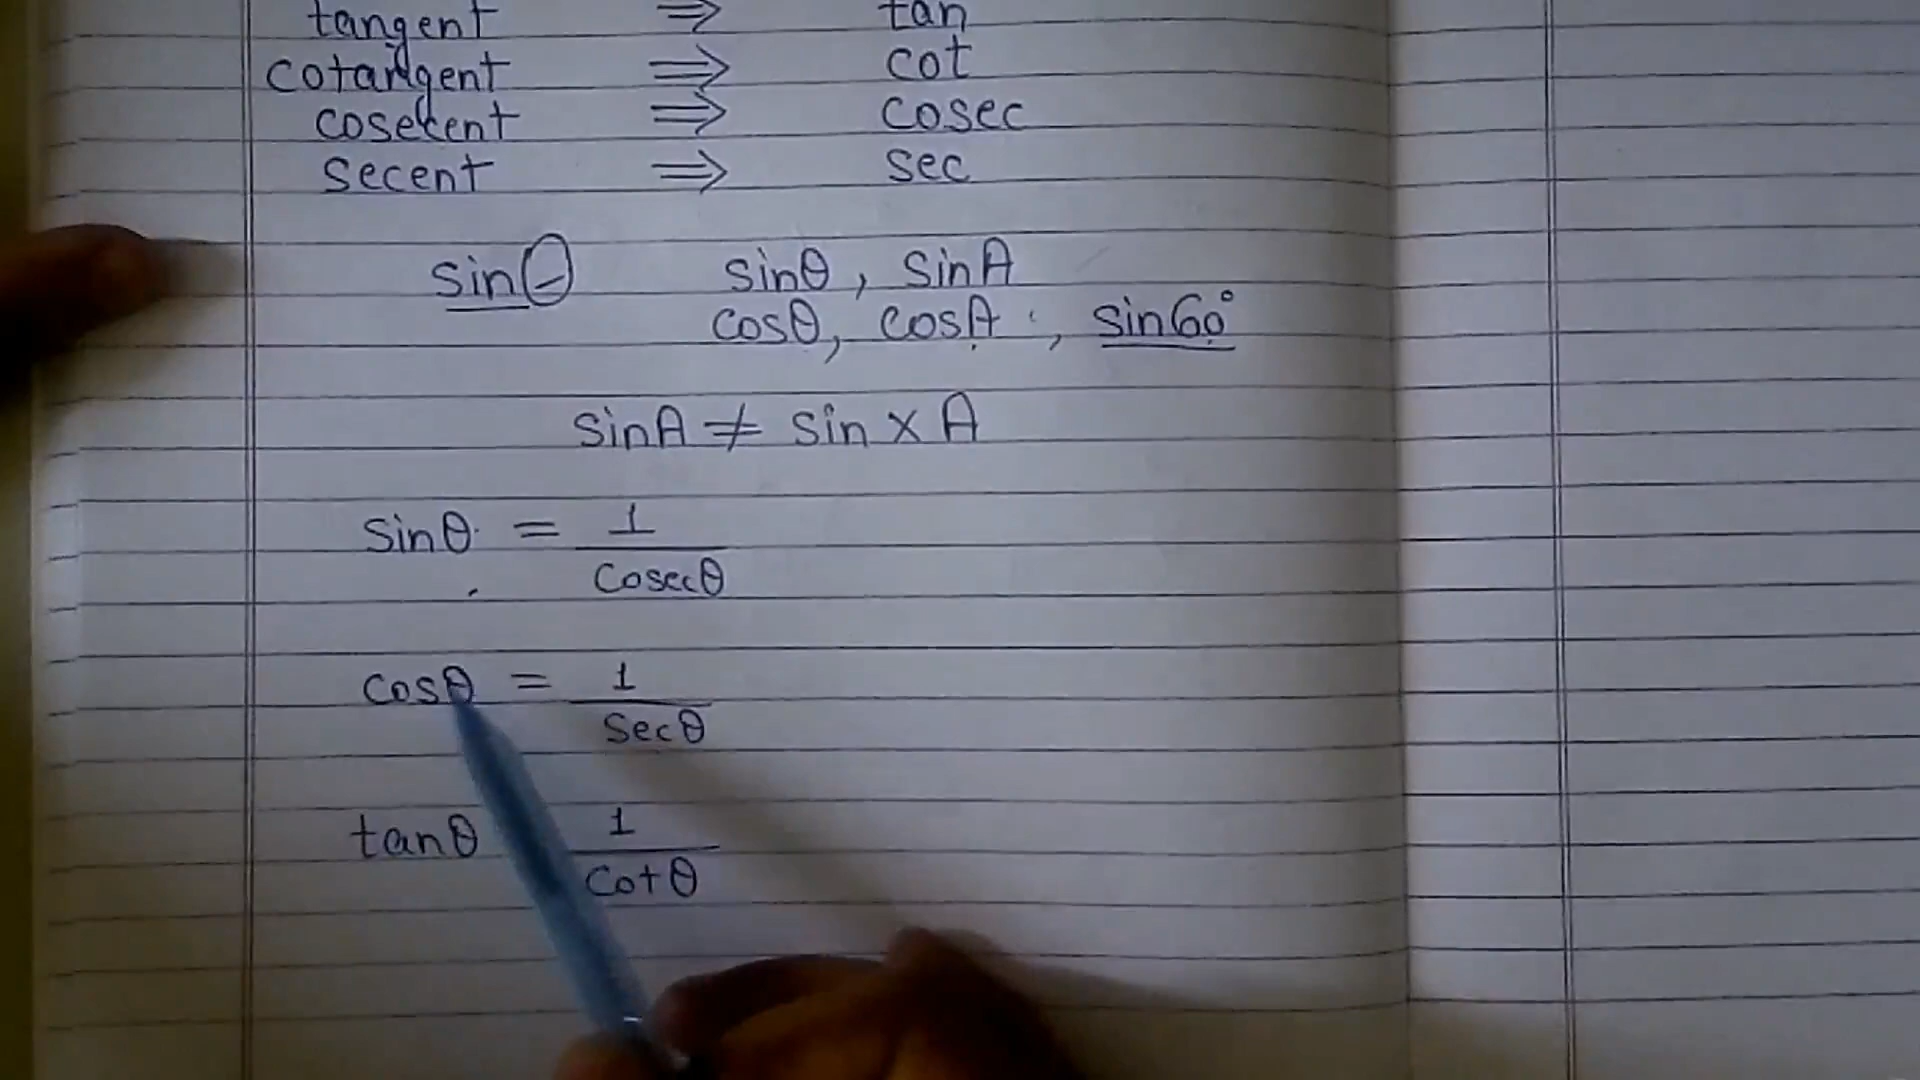 tangent ⇒ tan
cotangent ⇒ cot
cosecent ⇒ cosec
secent ⇒ sec
sinθ sinθ, sinA
cosθ, cosA, sin60°
sinA ≠ sin x A
sinθ = 1/cosecθ
cosθ = 1/secθ
tanθ 1/cotθ